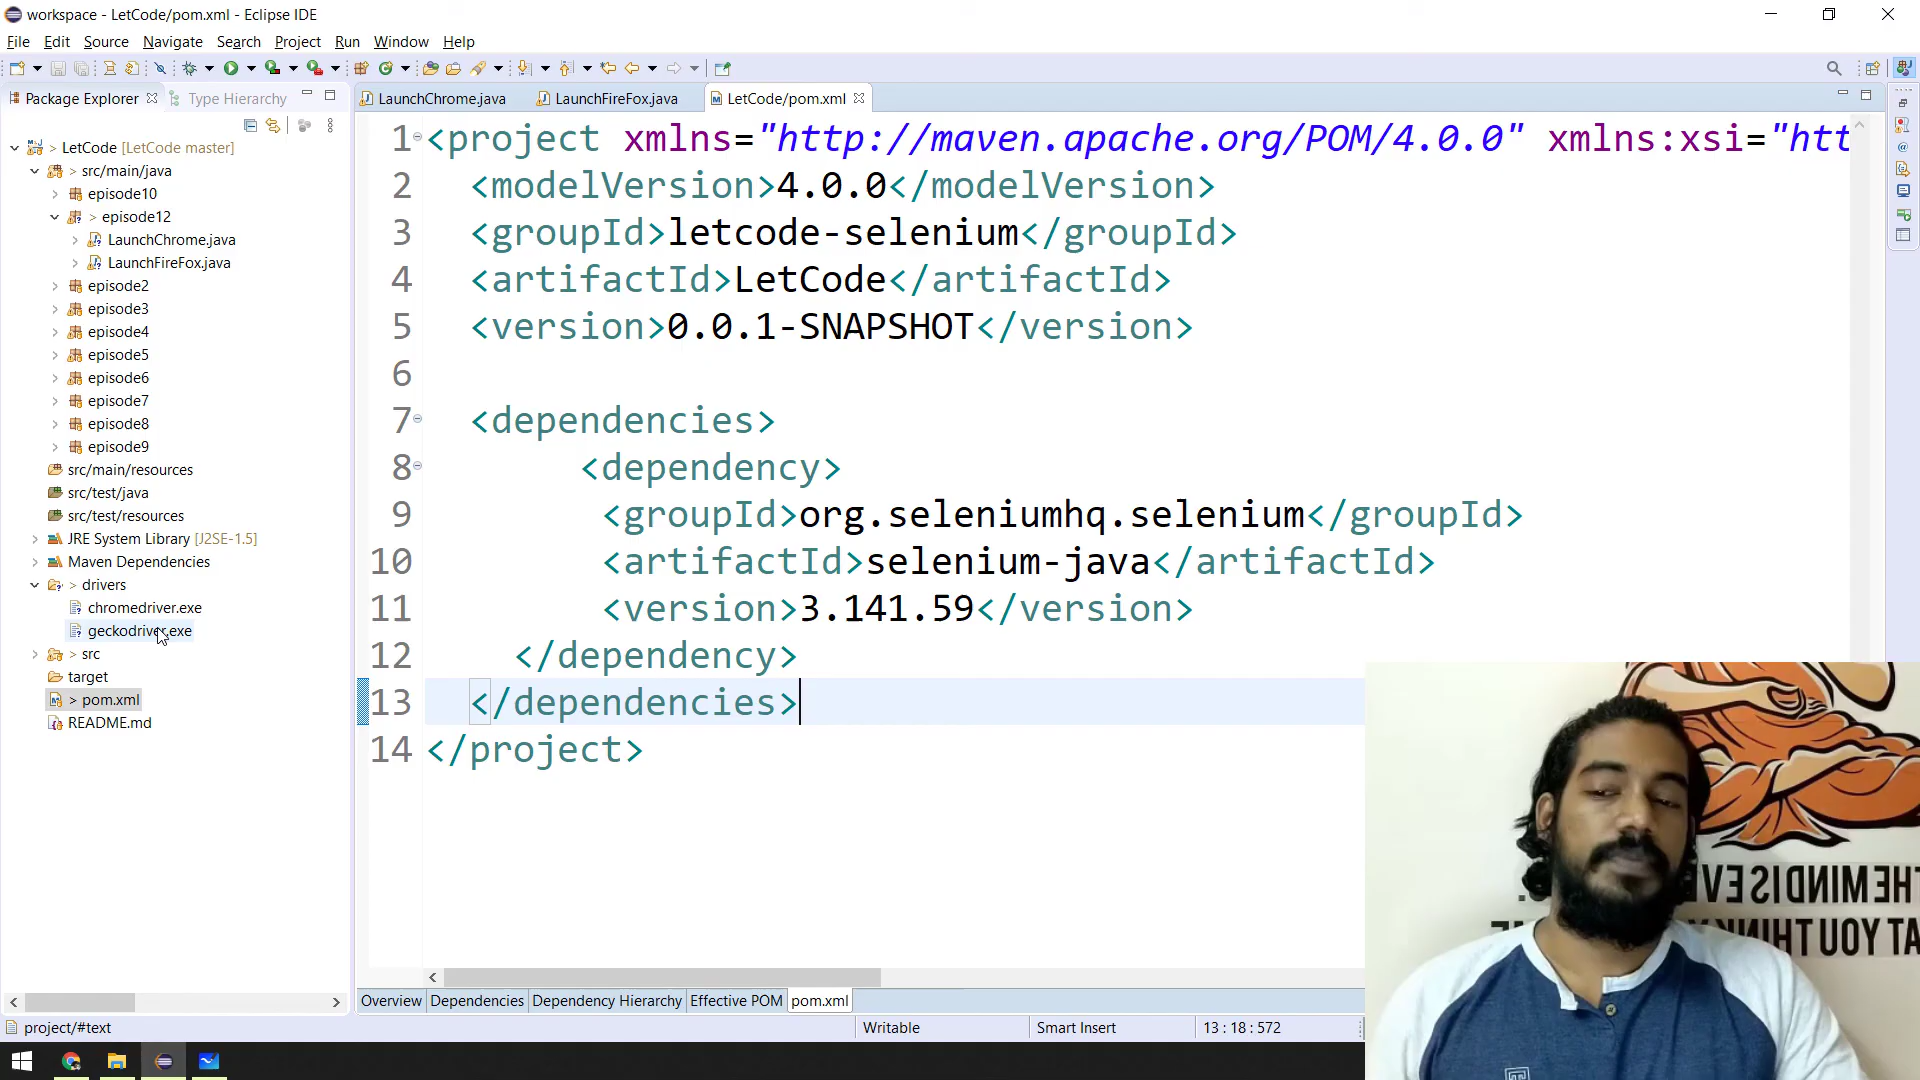 workspace - LetCode/pom.xml - Eclipse IDE
File Edit Source Navigate Search Project Run Window Help
Package Explorer Type Hierarchy
> LetCode [LetCode master]
> src/main/java
episode10
> episode12
LaunchChrome.java
LaunchFireFox.java
episode2
episode3
episode4
episode5
episode6
episode7
episode8
episode9
src/main/resources
src/test/java
src/test/resources
JRE System Library [J2SE-1.5]
Maven Dependencies
> drivers
chromedriver.exe
geckodriver.exe
> src
target
> pom.xml
README.md
LaunchChrome.java LaunchFireFox.java LetCode/pom.xml
1 <project xmlns="http://maven.apache.org/POM/4.0.0" xmlns:xsi="htt
2 <modelVersion>4.0.0</modelVersion>
3 <groupId>letcode-selenium</groupId>
4 <artifactId>LetCode</artifactId>
5 <version>0.0.1-SNAPSHOT</version>
6
7 <dependencies>
8 <dependency>
9 <groupId>org.seleniumhq.selenium</groupId>
10 <artifactId>selenium-java</artifactId>
11 <version>3.141.59</version>
12 </dependency>
13 </dependencies>
14 </project>
Overview Dependencies Dependency Hierarchy Effective POM pom.xml
project/#text Writable Smart Insert 13 : 18 : 572
THE MIND IS EV
AT YOU THINK Y